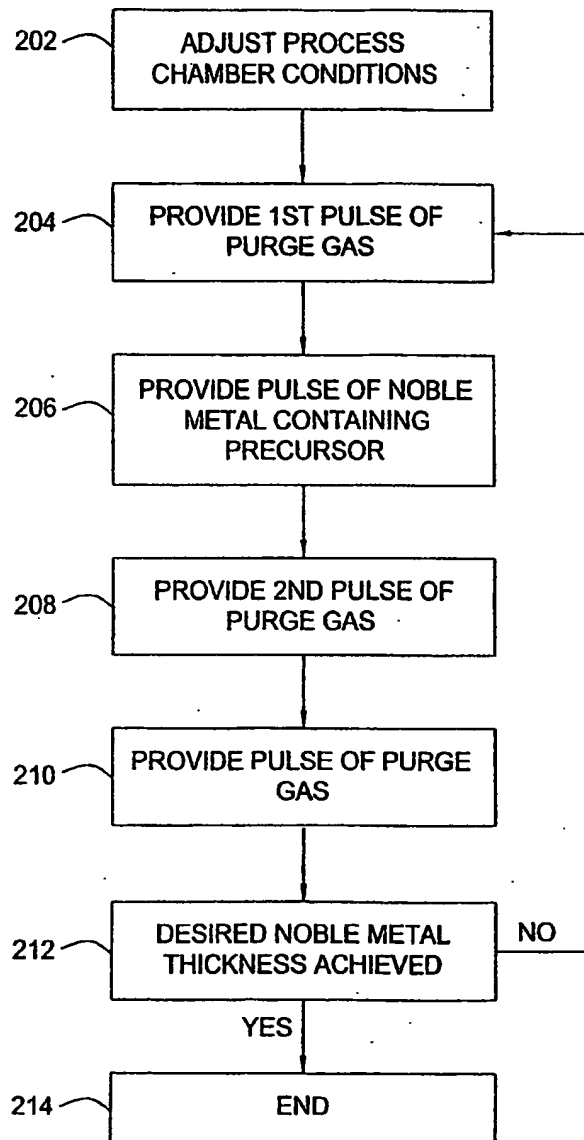 202
ADJUST PROCESS
CHAMBER CONDITIONS
204
PROVIDE 1ST PULSE OF
PURGE GAS
206
PROVIDE PULSE OF NOBLE
METAL CONTAINING
PRECURSOR
208
PROVIDE 2ND PULSE OF
PURGE GAS
210
PROVIDE PULSE OF PURGE
GAS
212
DESIRED NOBLE METAL
THICKNESS ACHIEVED
NO
YES
214
END